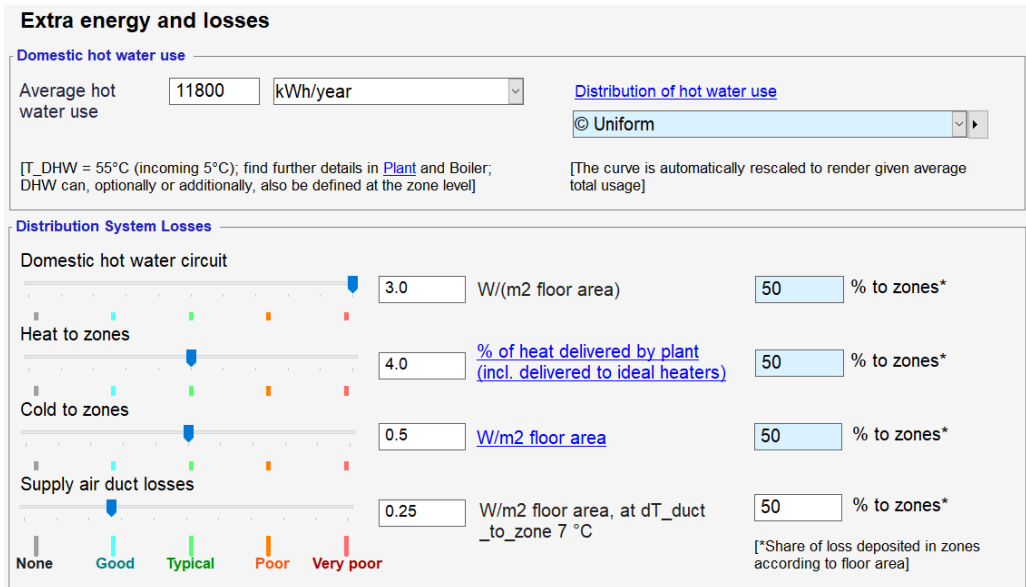 Extra energy and losses
Domestic hot water use
Average hot
water use
11800
kWh/year
Distribution of hot water use
© Uniform
[T_DHW = 55°C (incoming 5°C); find further details in Plant and Boiler;
DHW can, optionally or additionally, also be defined at the zone level]
[The curve is automatically rescaled to render given average
total usage]
Distribution System Losses
Domestic hot water circuit
3.0 W/(m2 floor area) 50 % to zones*
Heat to zones
4.0 % of heat delivered by plant
(incl. delivered to ideal heaters)
50 % to zones*
Cold to zones
0.5 W/m2 floor area 50 % to zones*
Supply air duct losses
0.25 W/m2 floor area, at dT_duct
_to_zone 7 °C
50 % to zones*
None Good Typical Poor Very poor
[*Share of loss deposited in zones
according to floor area]